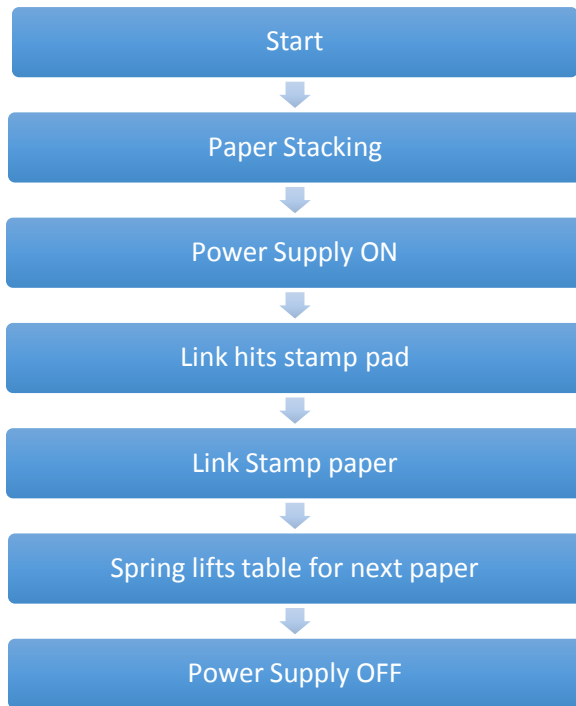 Start
Paper Stacking
Power Supply ON
Link hits stamp pad
Link Stamp paper
Spring lifts table for next paper
Power Supply OFF